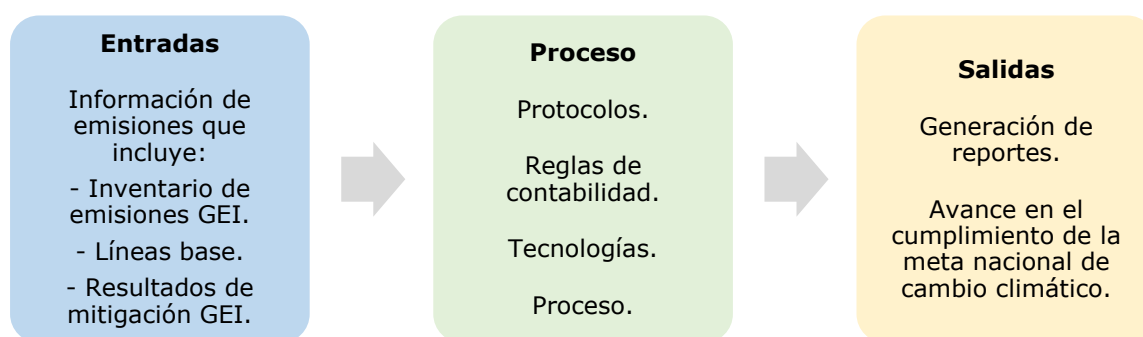 Entradas
Información de
emisiones que
incluye:
- Inventario de
emisiones GEI.
- Líneas base.
- Resultados de
mitigación GEI.
Proceso
Protocolos.
Reglas de
contabilidad.
Tecnologías.
Proceso.
Salidas
Generación de
reportes.
Avance en el
cumplimiento de la
meta nacional de
cambio climático.